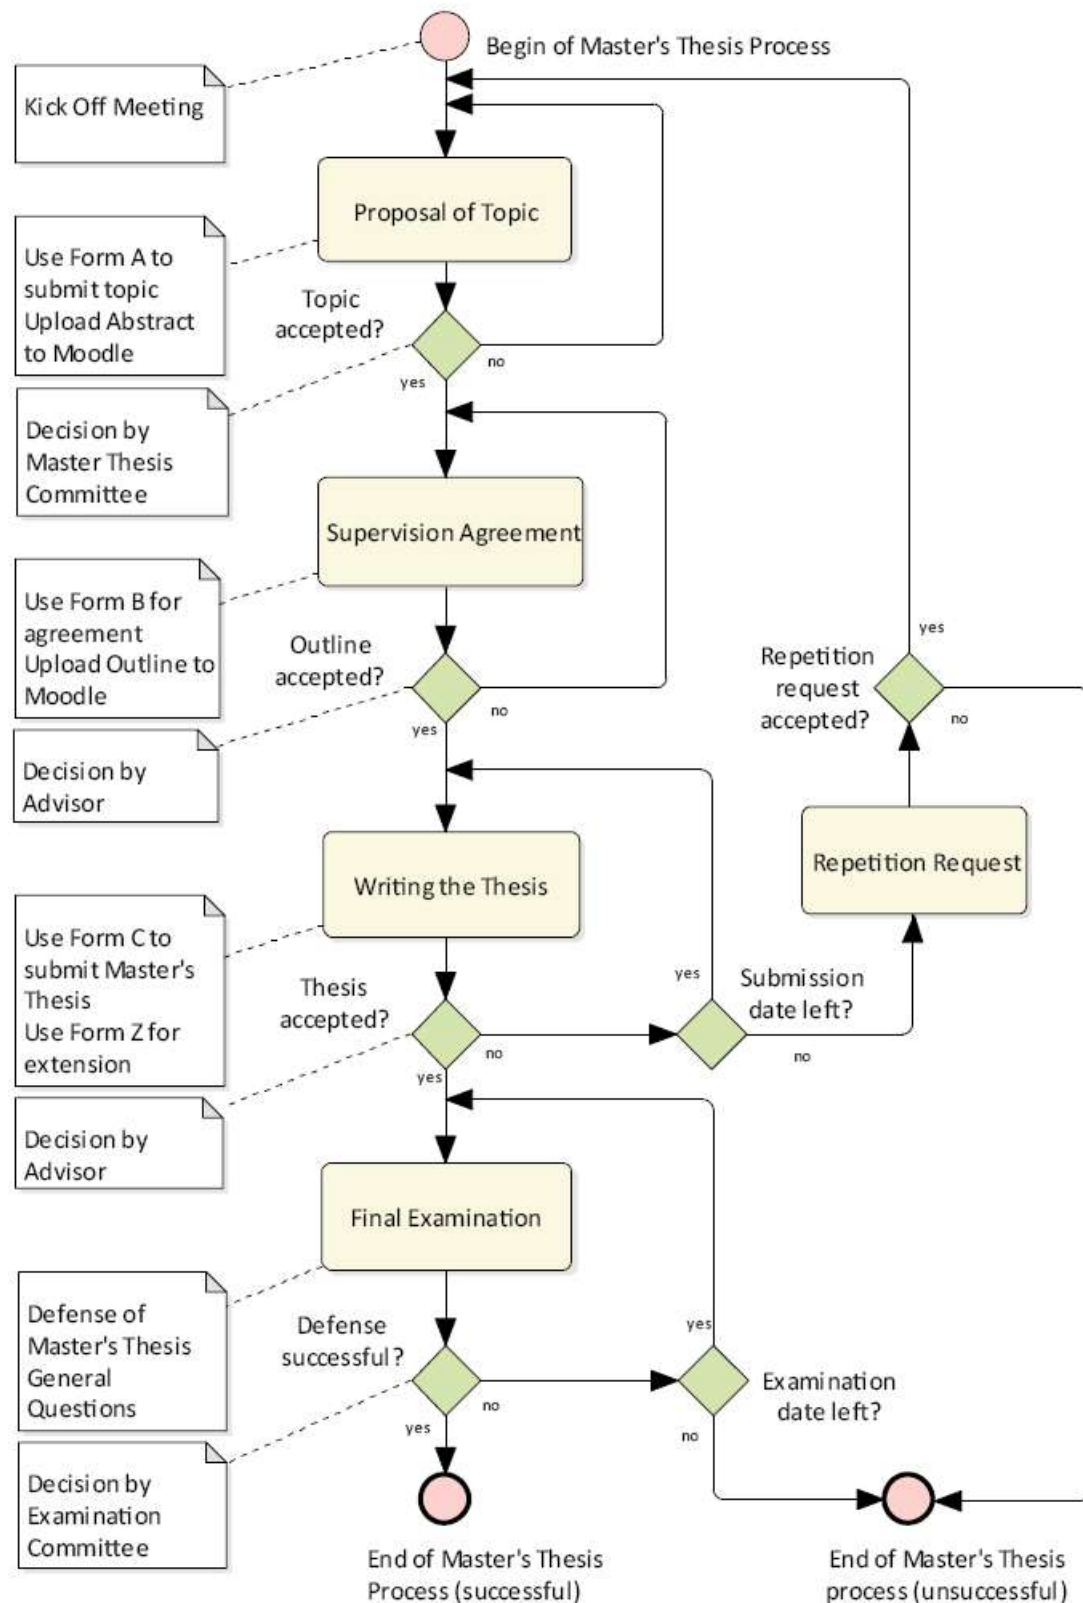 Begin of Master's Thesis Process
Kick Off Meeting
Proposal of Topic
Use Form A to
submit topic
Upload Abstract
to Moodle
Topic
accepted?
no
yes
Decision by
Master Thesis
Committee
Supervision Agreement
Use Form B for
agreement
Upload Outline to
Moodle
Outline
accepted?
no
yes
Decision by
Advisor
Repetition
request
accepted?
yes
no
Repetition Request
Writing the Thesis
Use Form C to
submit Master's
Thesis
Use Form Z for
extension
Thesis
accepted?
no
yes
Submission
date left?
yes
no
Decision by
Advisor
Final Examination
Defense of
Master's Thesis
General
Questions
Defense
successful?
no
yes
Examination
date left?
yes
no
Decision by
Examination
Committee
End of Master's Thesis
Process (successful)
End of Master's Thesis
process (unsuccessful)